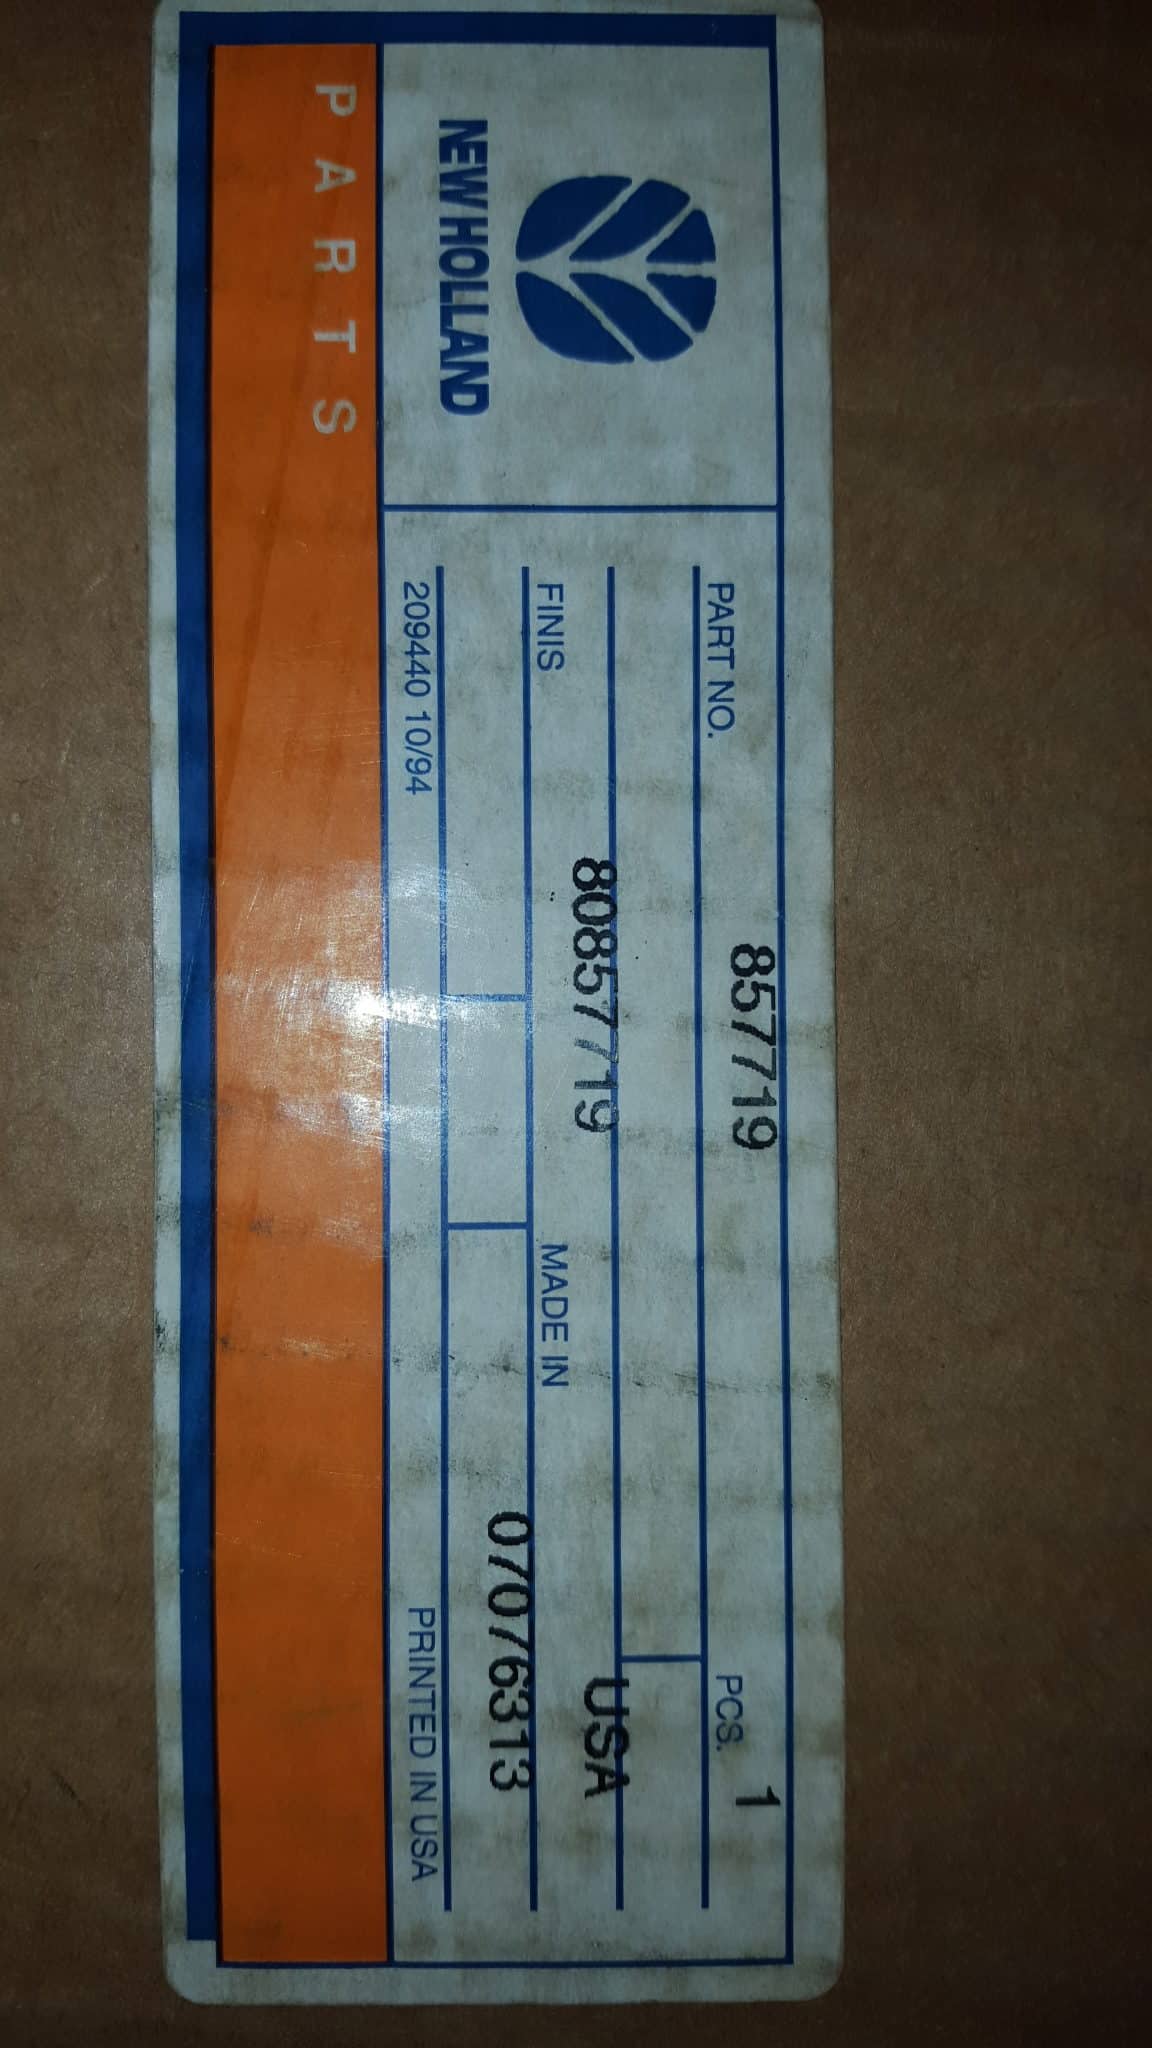 NEW HOLLAND
PART NO. 857719 PCS. 1
FINIS 80857719 MADE IN USA
07076313
209440 10/94 PRINTED IN USA
PARTS